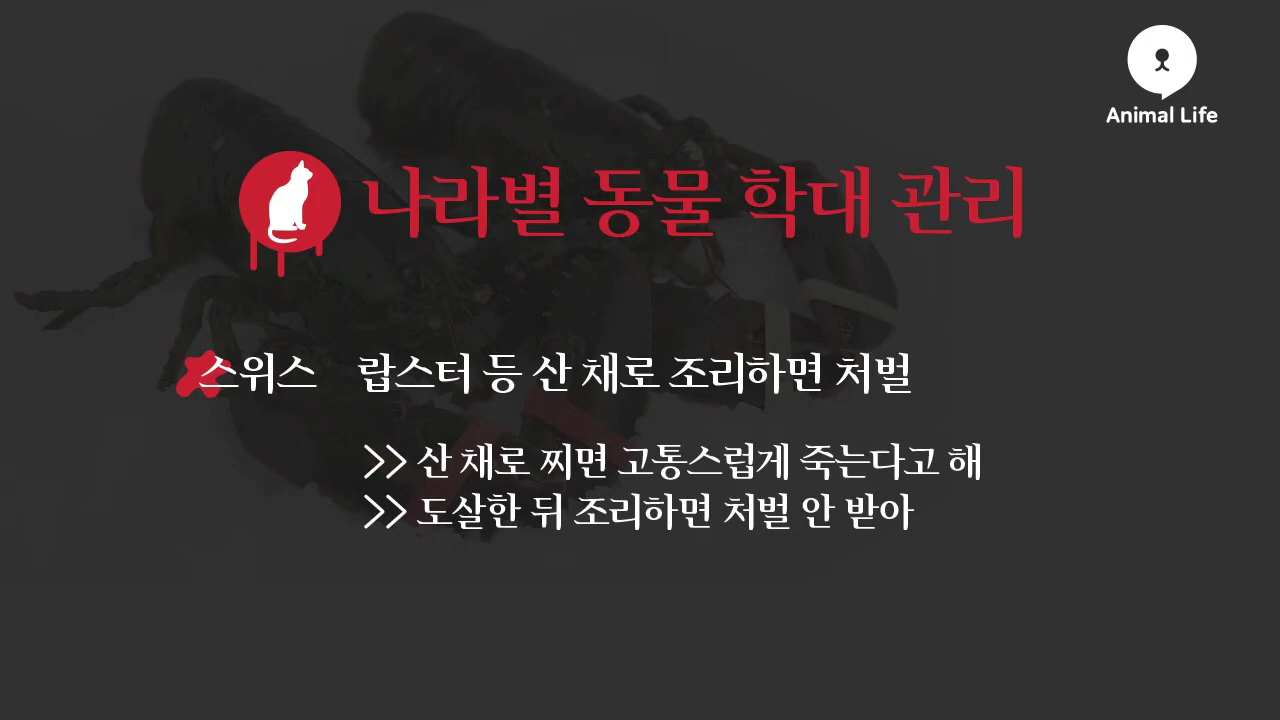 Animal Life
나라별 동물 학대 관리
스위스 랍스터 등 산 채로 조리하면 처벌
>> 산 채로 찌면 고통스럽게 죽는다고 해
>> 도살한 뒤 조리하면 처벌 안 받아